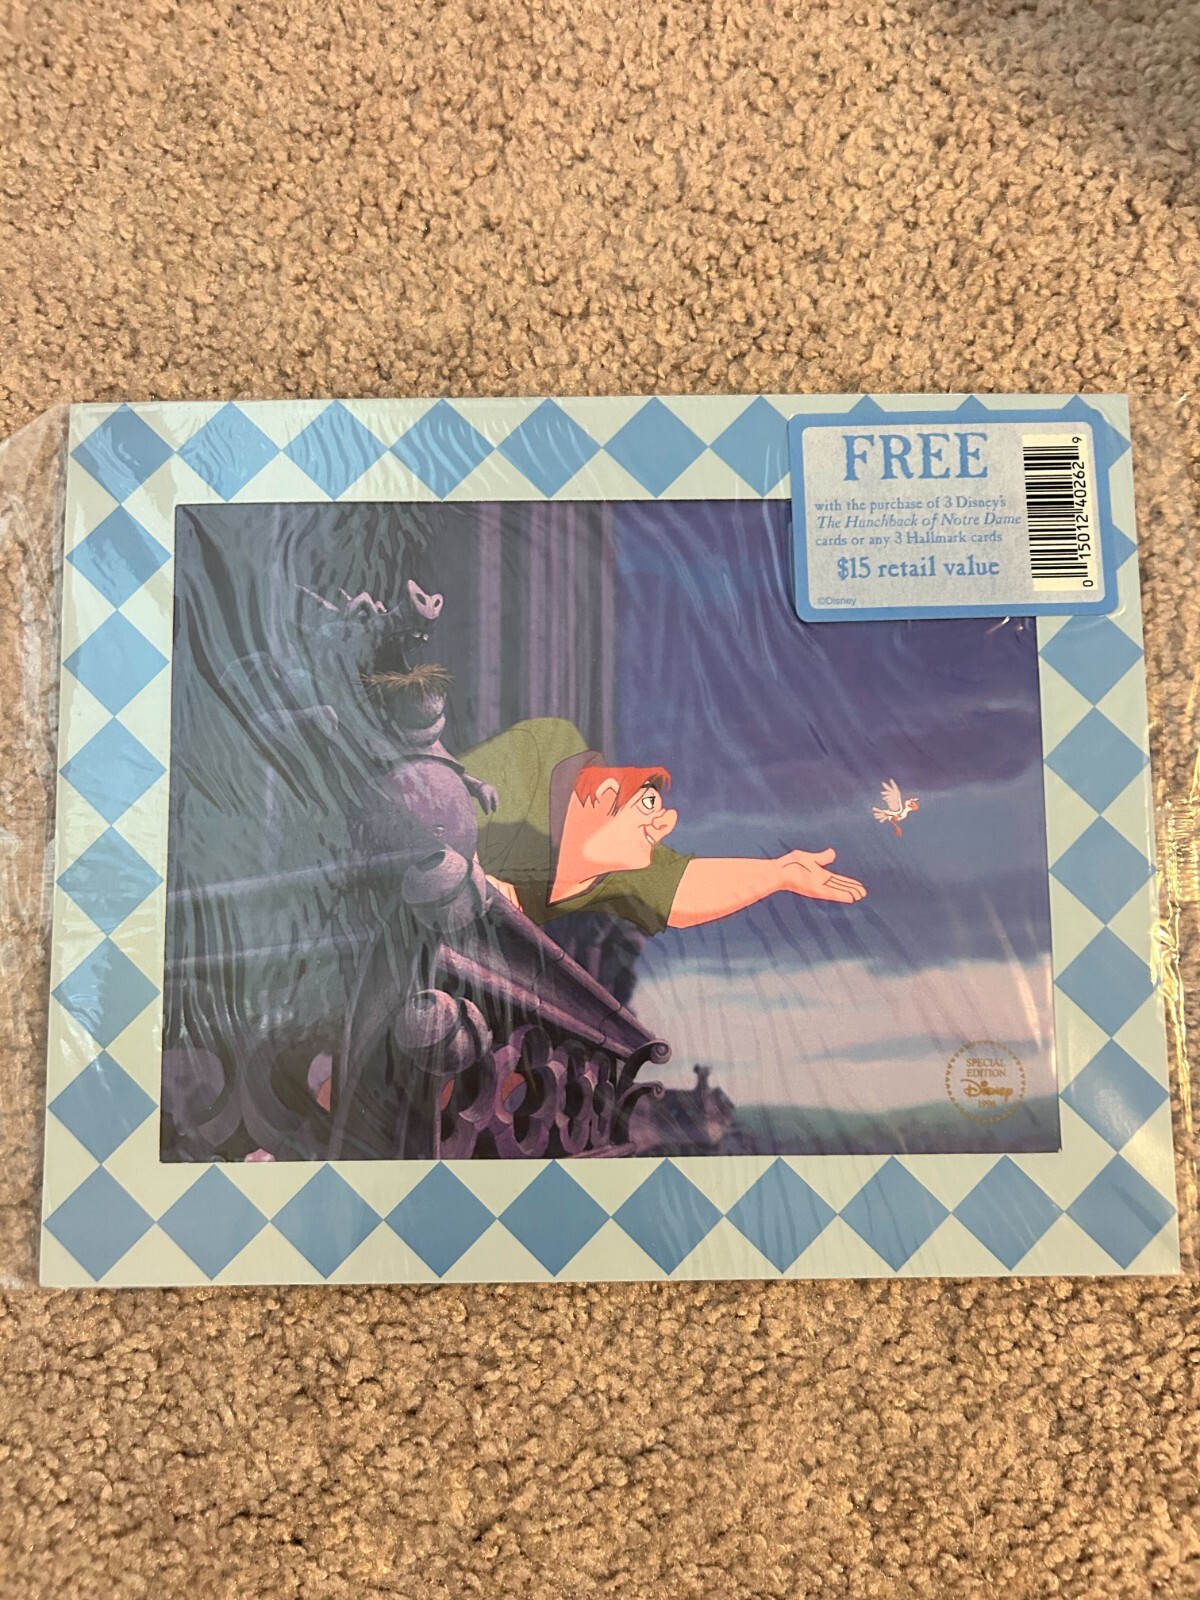 FREE
with the purchase of 3 Disney's
The Hunchback of Notre Dame
cards or any 3 Hallmark cards
$15 retail value
©Disney
0 15012 40262 9
SPECIAL
EDITION
Disney
1996